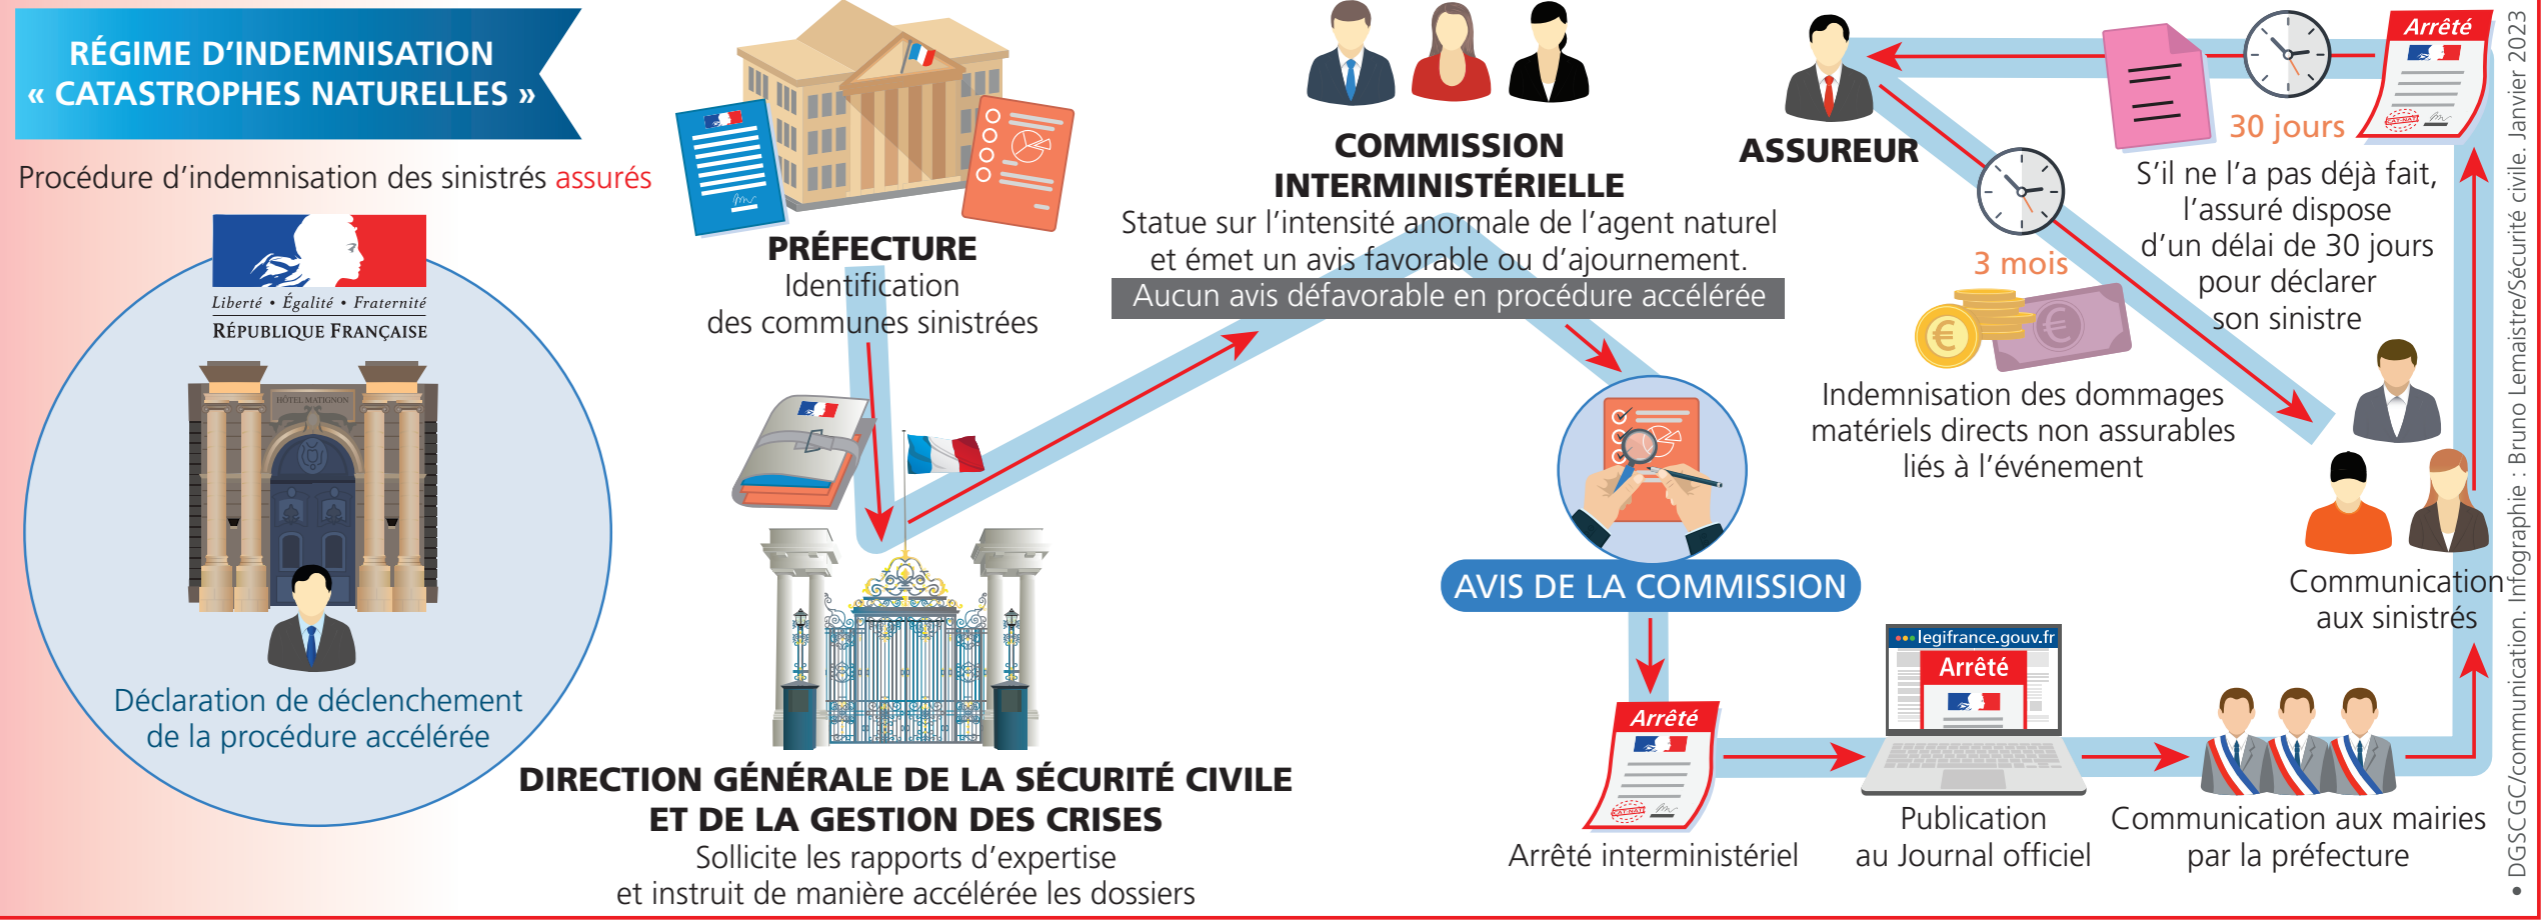 RÉGIME D’INDEMNISATION
« CATASTROPHES NATURELLES »
Procédure d’indemnisation des sinistrés assurés
Liberté • Égalité • Fraternité
RÉPUBLIQUE FRANÇAISE
HÔTEL MATIGNON
Déclaration de déclenchement
de la procédure accélérée
PRÉFECTURE
Identification
des communes sinistrées
DIRECTION GÉNÉRALE DE LA SÉCURITÉ CIVILE
ET DE LA GESTION DES CRISES
Sollicite les rapports d’expertise
et instruit de manière accélérée les dossiers
COMMISSION
INTERMINISTÉRIELLE
Statue sur l’intensité anormale de l’agent naturel
et émet un avis favorable ou d’ajournement.
Aucun avis défavorable en procédure accélérée
AVIS DE LA COMMISSION
Arrêté
CAT-NAT
Arrêté interministériel
legifrance.gouv.fr
Arrêté
Publication
au Journal officiel
Communication aux mairies
par la préfecture
Communication
aux sinistrés
Arrêté
CAT-NAT
30 jours
S’il ne l’a pas déjà fait,
l’assuré dispose
d’un délai de 30 jours
pour déclarer
son sinistre
ASSUREUR
3 mois
€
€
Indemnisation des dommages
matériels directs non assurables
liés à l’événement
• DGSCGC/communication. Infographie : Bruno Lemaistre/Sécurité civile. Janvier 2023